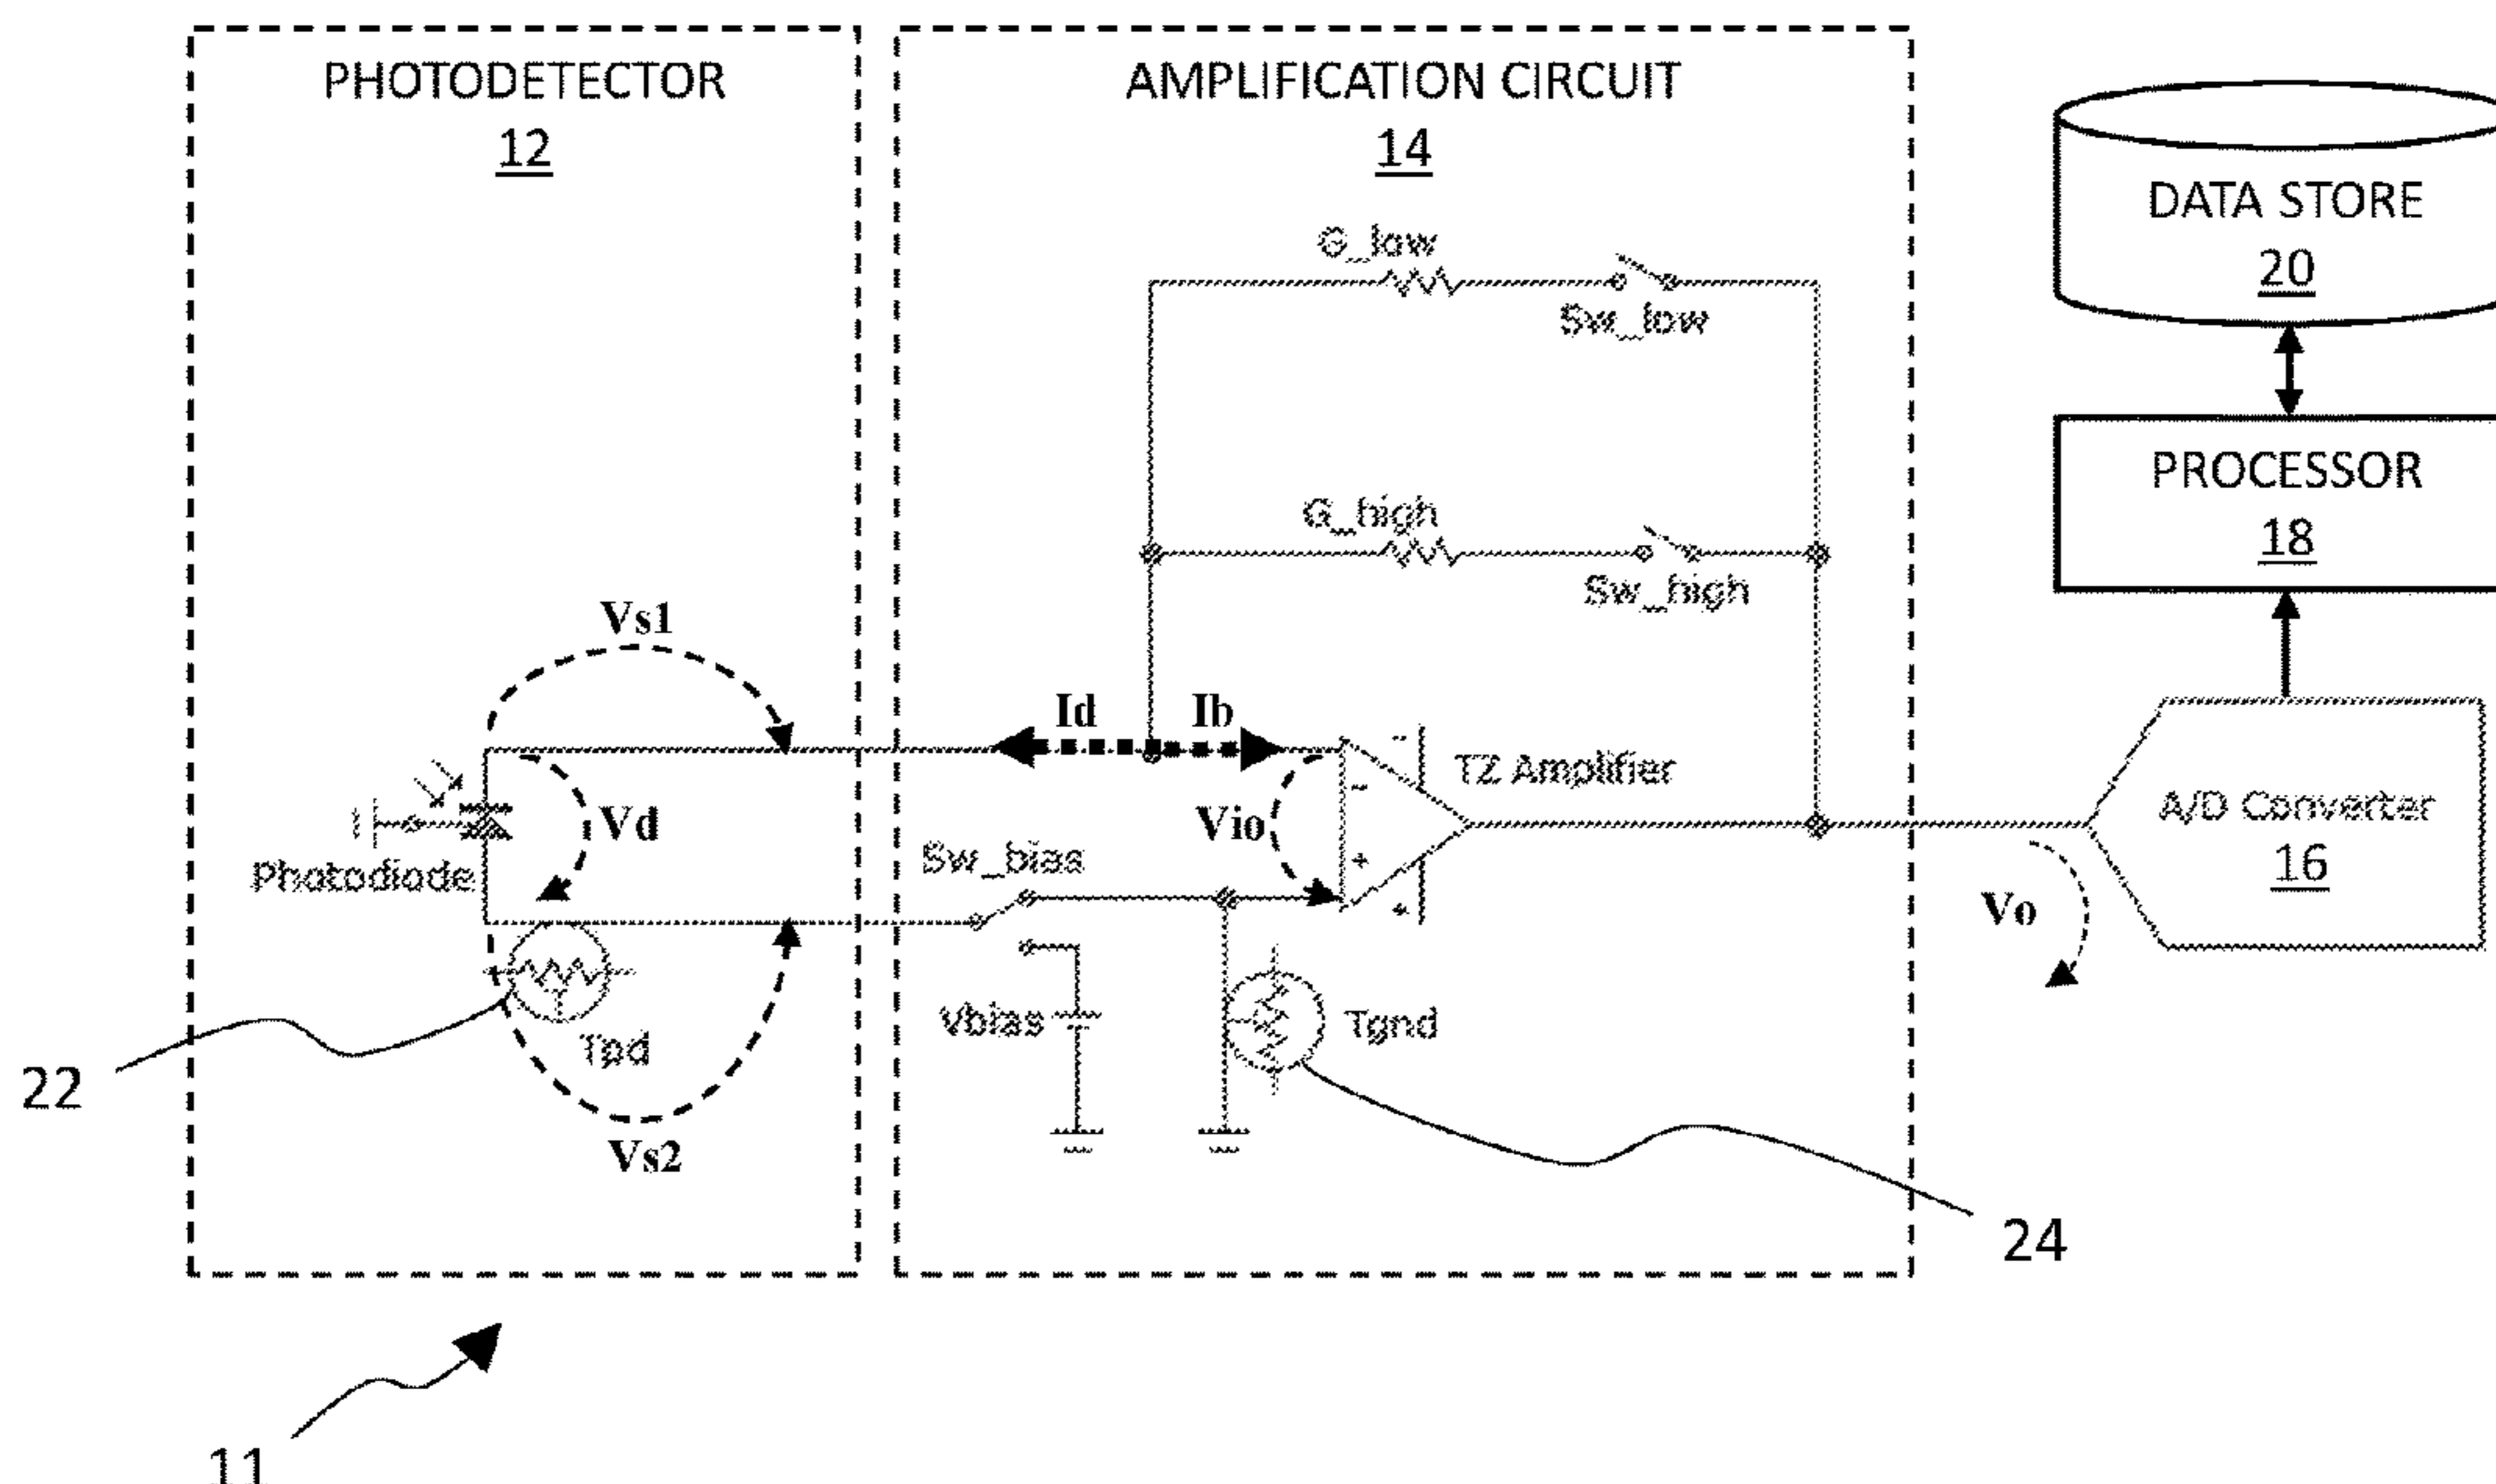 PHOTODETECTOR
12
AMPLIFICATION CIRCUIT
14
DATA STORE
20
G_low
Sw_low
PROCESSOR
18
G_high
Sw_high
Vs1
Id
Ib
TZ Amplifier
-
-
Vd
Vio
A/D Converter
16
Photodiode
Sw_bias
+
+
Vo
Vbias
Tgnd
Tpd
22
Vs2
24
11